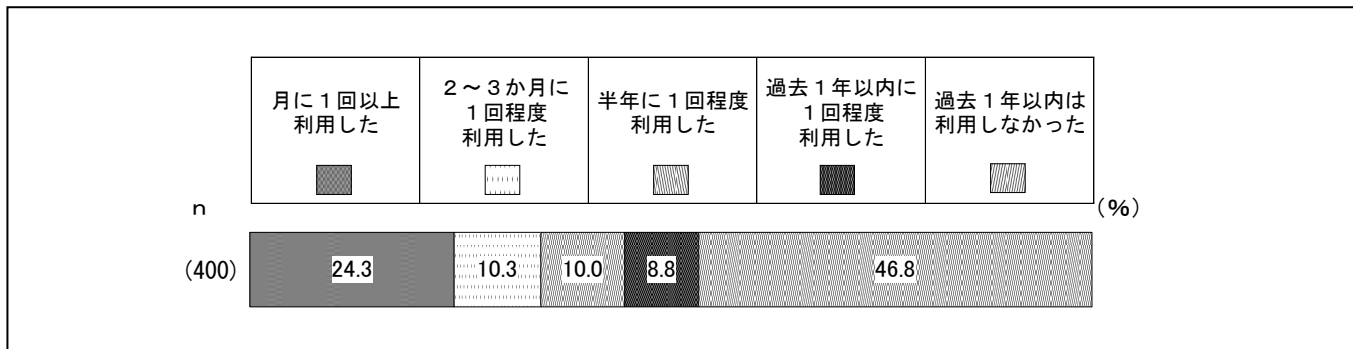 月に１回以上
利用した
２～３か月に
１回程度
利用した
半年に１回程度
利用した
過去１年以内に
１回程度
利用した
過去１年以内は
利用しなかった
ｎ
(％)
(400)
24.3
10.3
10.0
8.8
46.8